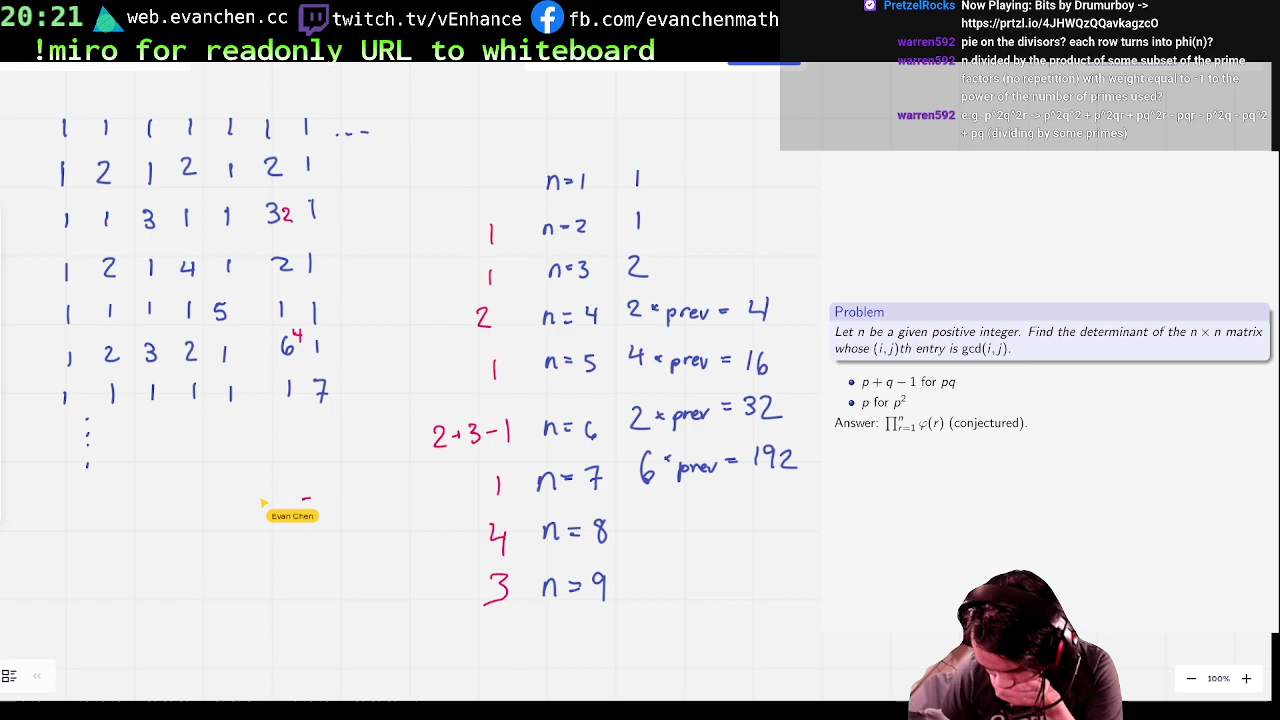 20:21 web.evanchen.cc twitch.tv/vEnhance fb.com/evanchenmath
!miro for readonly URL to whiteboard
PretzelRocks Now Playing: Bits by Drumurboy ->
https://prtzl.io/4JHWQzQQavkagzcO
warren592 pie on the divisors? each row turns into phi(n)?
warren592 n divided by the product of some subset of the prime
factors (no repetition) with weight equal to -1 to the
power of the number of primes used?
warren592 e.g. p^2q^2r -> p^2q^2 + p^2qr + pq^2r - pqr - p^2q - pq^2
+ pq (dividing by some primes)
1 1 1 1 1 1 1 ...
1 2 1 2 1 2 1
1 1 3 1 1 3 2 1
1 2 1 4 1 2 1
1 1 1 1 5 1 1
1 2 3 2 1 6 4 1
1 1 1 1 1 1 7
n=1 1
1 n=2 1
1 n=3 2
2 n=4 2 * prev = 4
1 n=5 4 * prev = 16
2+3-1 n=6 2 * prev = 32
1 n=7 6 * prev = 192
4 n=8
3 n=9
Evan Chen
Problem
Let n be a given positive integer. Find the determinant of the n × n matrix
whose (i, j)th entry is gcd(i, j).
• p + q − 1 for pq
• p for p²
Answer: ∏ⁿᵣ₌₁ φ(r) (conjectured).
− 100% +